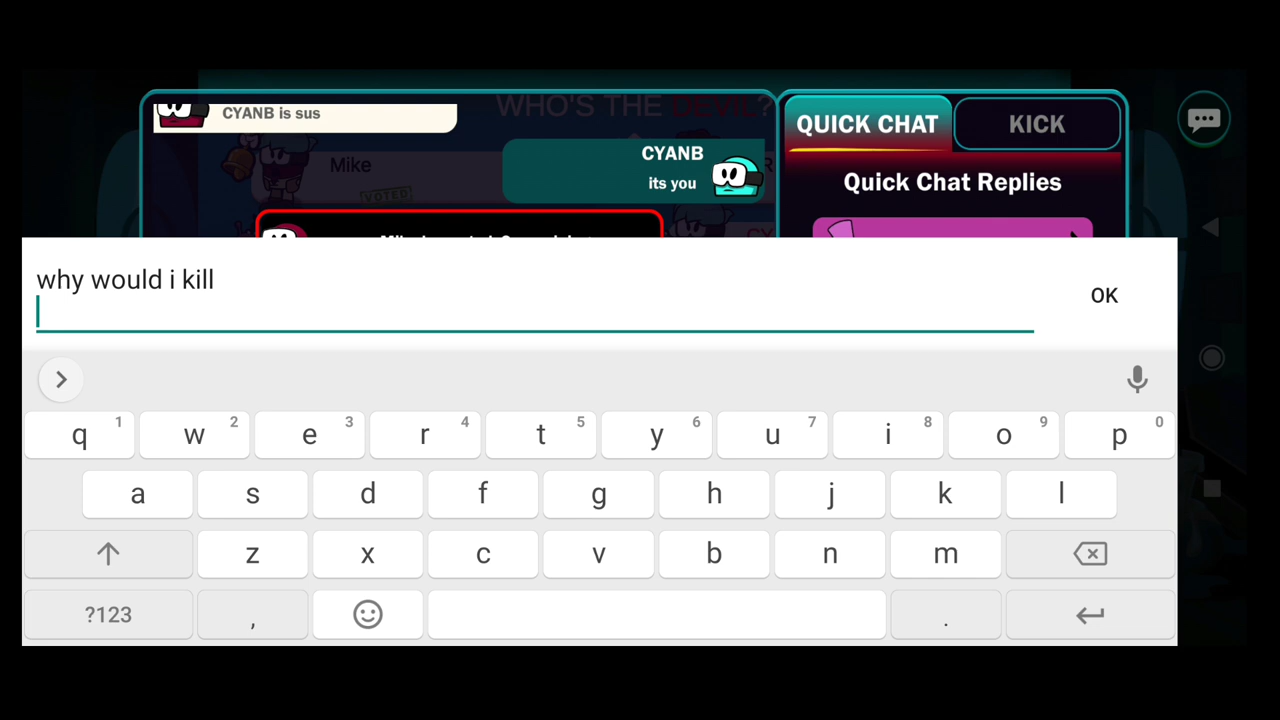 WHO'S THE DEVIL?
CYANB is sus
Mike
VOTED
CYANB
its you
QUICK CHAT
KICK
Quick Chat Replies
why would i kill
OK
q 1 w 2 e 3 r 4 t 5 y 6 u 7 i 8 o 9 p 0
a s d f g h j k l
z x c v b n m
?123 , .